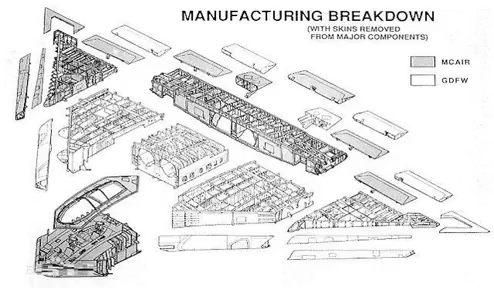 MANUFACTURING BREAKDOWN
(WITH SKINS REMOVED
FROM MAJOR COMPONENTS)
MCAIR
GDFW